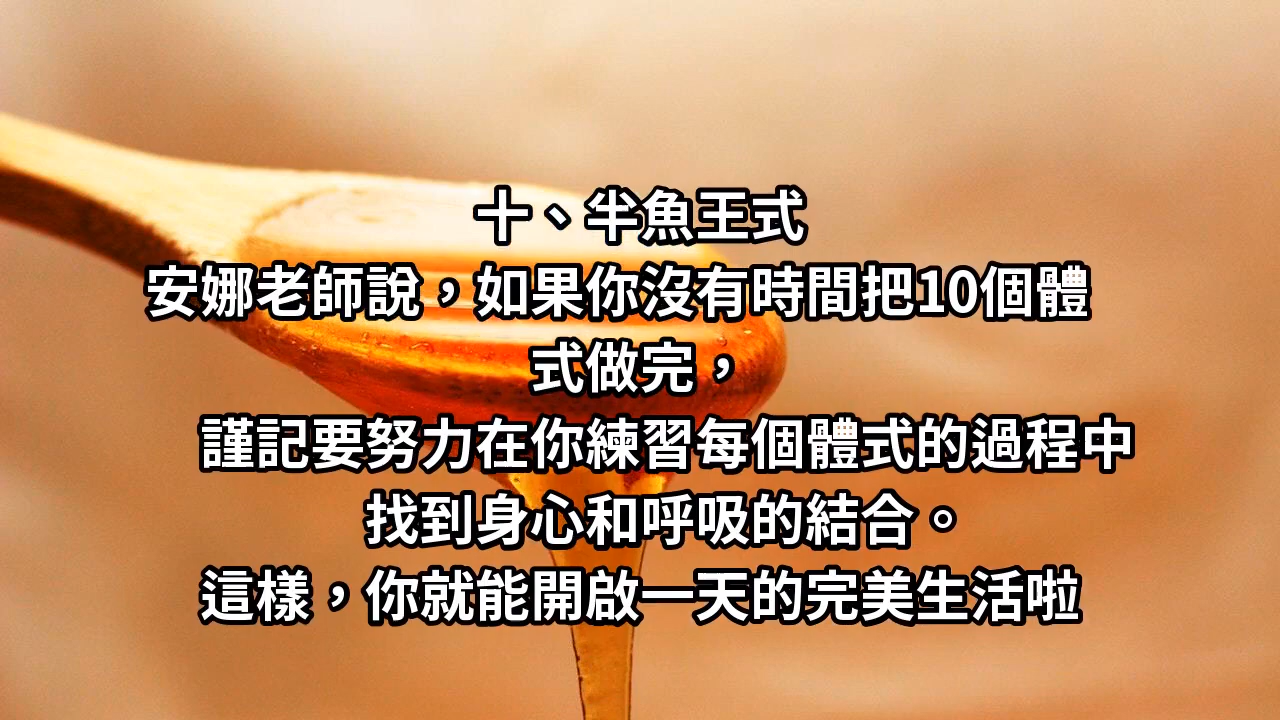 十、半魚王式
安娜老師說，如果你沒有時間把10個體
式做完，
謹記要努力在你練習每個體式的過程中
找到身心和呼吸的結合。
這樣，你就能開啟一天的完美生活啦